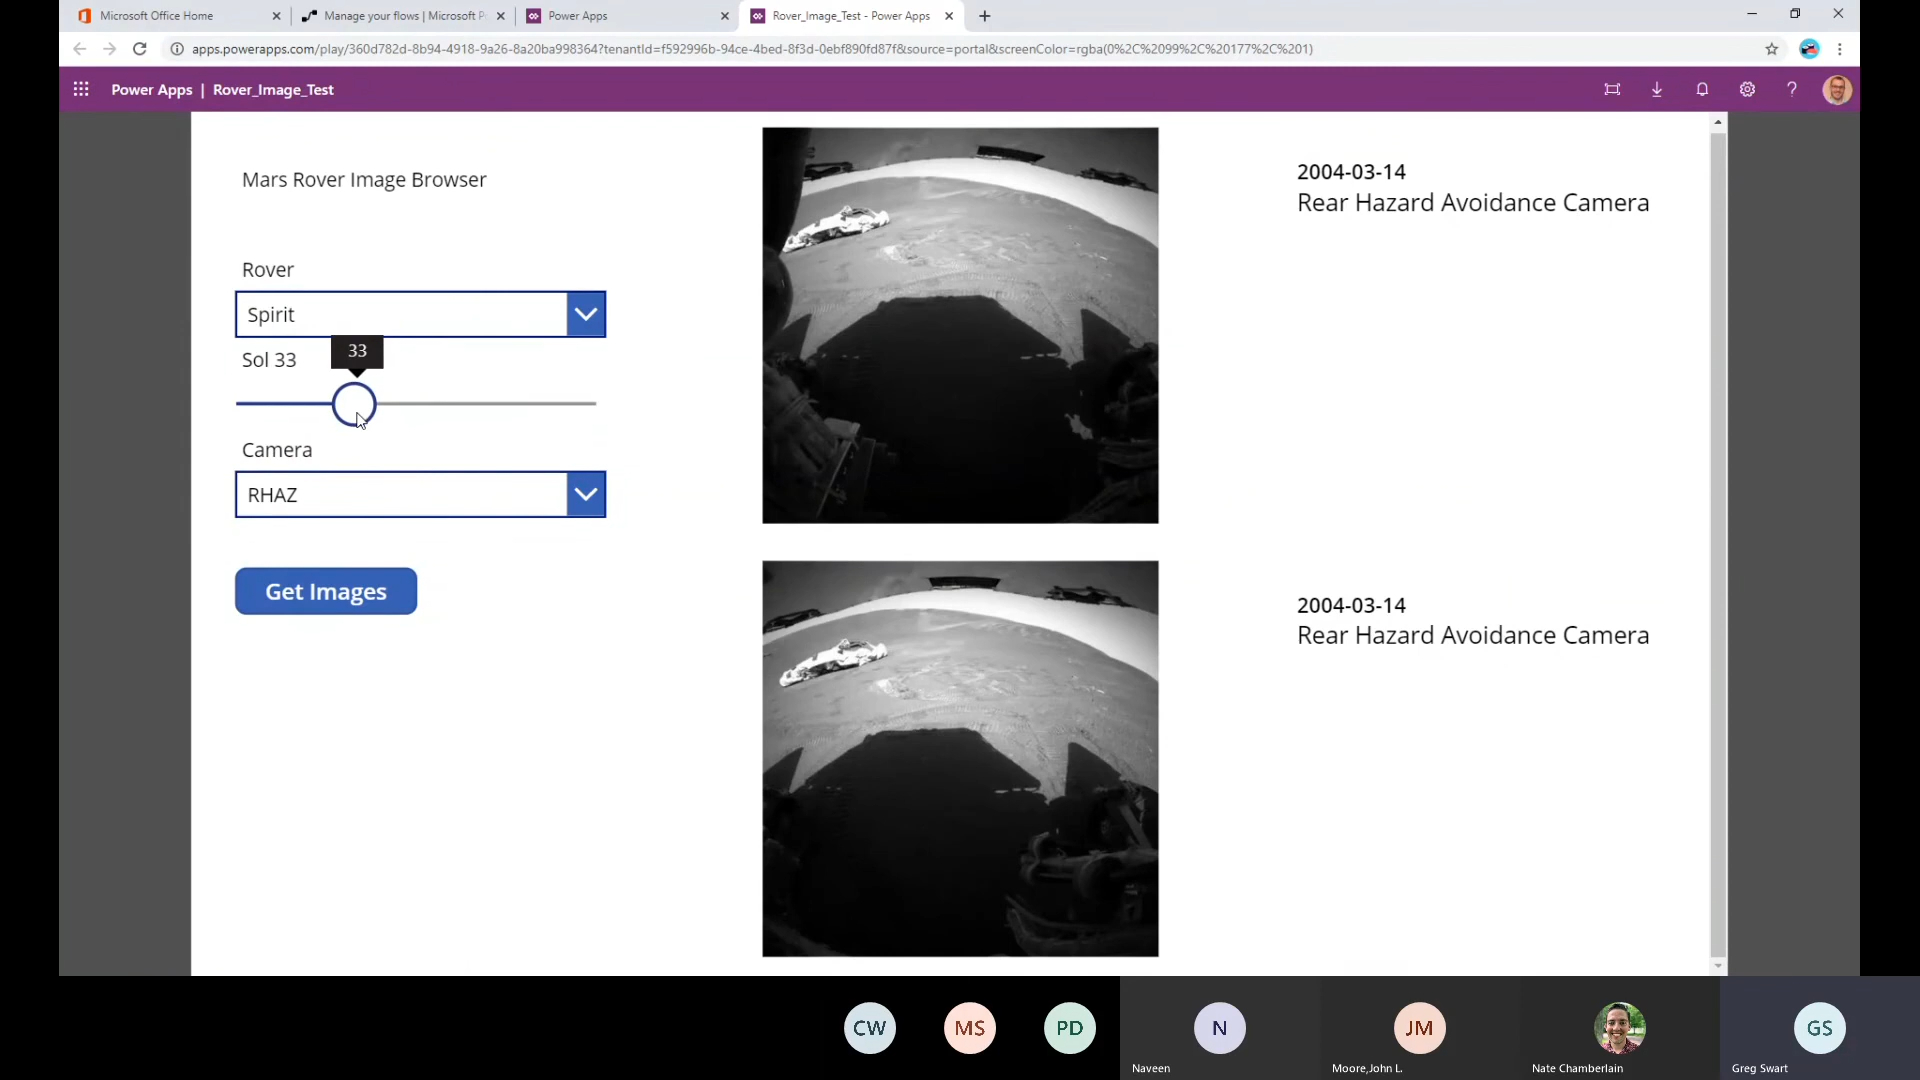 Microsoft Office Home
Manage your flows | Microsoft P
Power Apps
Rover_Image_Test - Power Apps
apps.powerapps.com/play/360d782d-8b94-4918-9a26-8a20ba998364?tenantId=f592996b-94ce-4bed-8f3d-0ebf890fd87f&source=portal&screenColor=rgba(0%2C%2099%2C%20177%2C%201)
Power Apps | Rover_Image_Test
Mars Rover Image Browser
Rover
Spirit
Sol 33
33
Camera
RHAZ
Get Images
2004-03-14
Rear Hazard Avoidance Camera
2004-03-14
Rear Hazard Avoidance Camera
CW
MS
PD
N
Naveen
JM
Moore,John L.
Nate Chamberlain
GS
Greg Swart